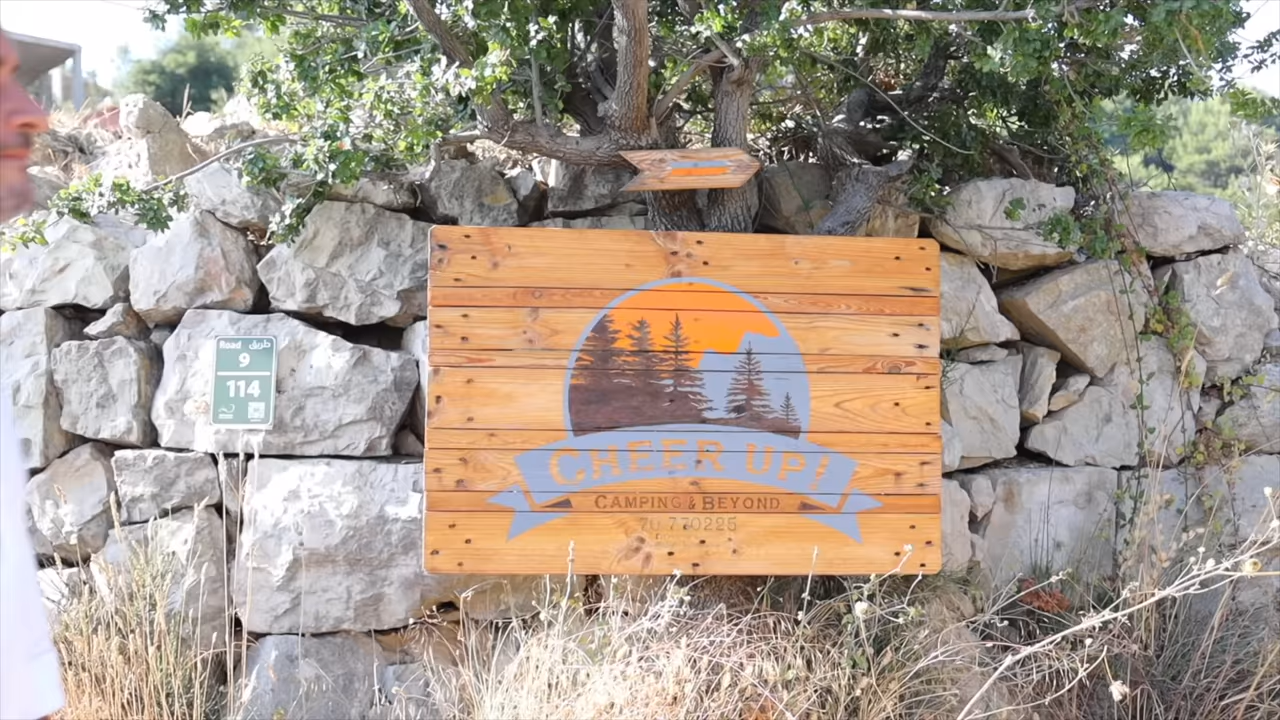 Road طريق
9
114
CHEER UP!
CAMPING & BEYOND
70 770225